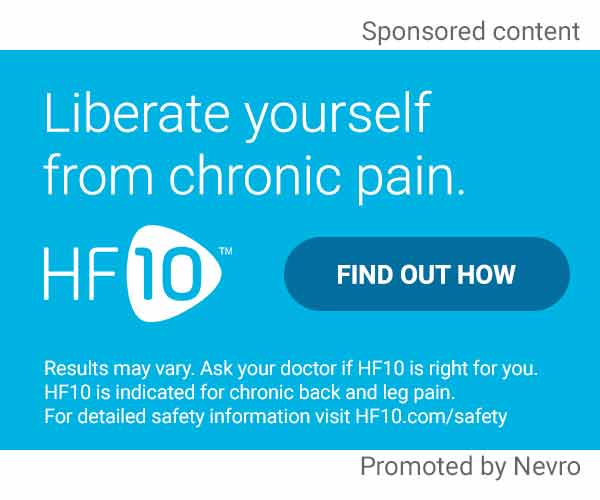 Sponsored content
Liberate yourself
from chronic pain.
HF10™
FIND OUT HOW
Results may vary. Ask your doctor if HF10 is right for you.
HF10 is indicated for chronic back and leg pain.
For detailed safety information visit HF10.com/safety
Promoted by Nevro